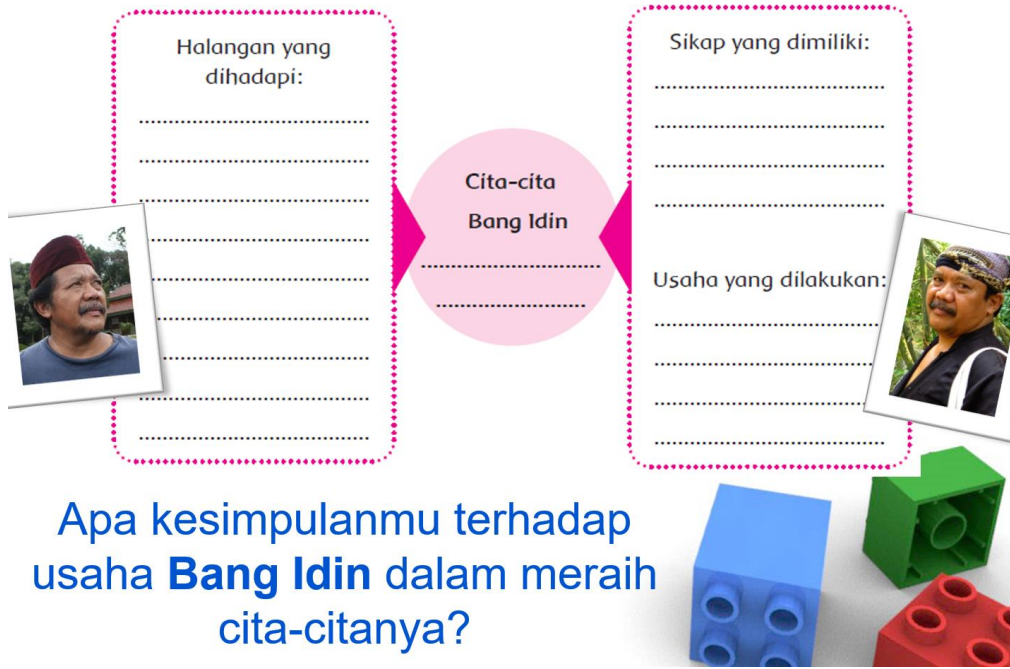 Halangan yang
dihadapi:
Cita-cita
Bang Idin
Sikap yang dimiliki:
Usaha yang dilakukan:
Apa kesimpulanmu terhadap
usaha Bang Idin dalam meraih
cita-citanya?